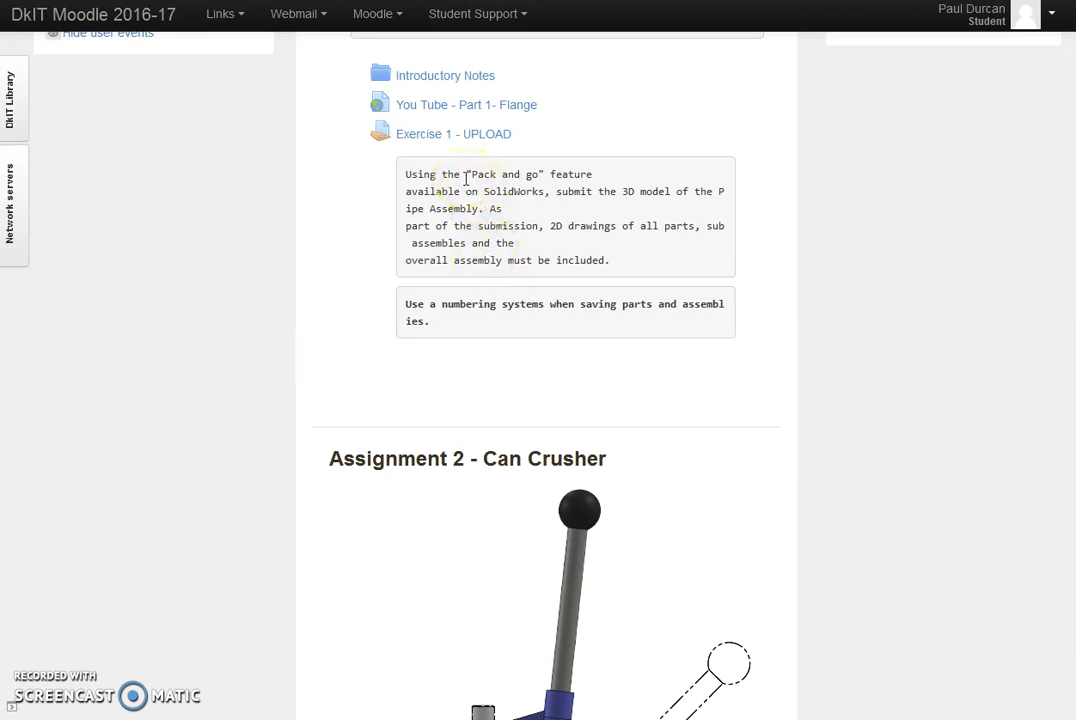 DkIT Moodle 2016-17
Links
Webmail
Moodle
Student Support
Paul Durcan
Student
Hide user events
DkIT Library
Network servers
Introductory Notes
You Tube - Part 1- Flange
Exercise 1 - UPLOAD
Using the "Pack and go" feature
available on SolidWorks, submit the 3D model of the P
ipe Assembly. As
part of the submission, 2D drawings of all parts, sub
assembles and the
overall assembly must be included.
Use a numbering systems when saving parts and assembl
ies.
Assignment 2 - Can Crusher
RECORDED WITH
SCREENCAST MATIC